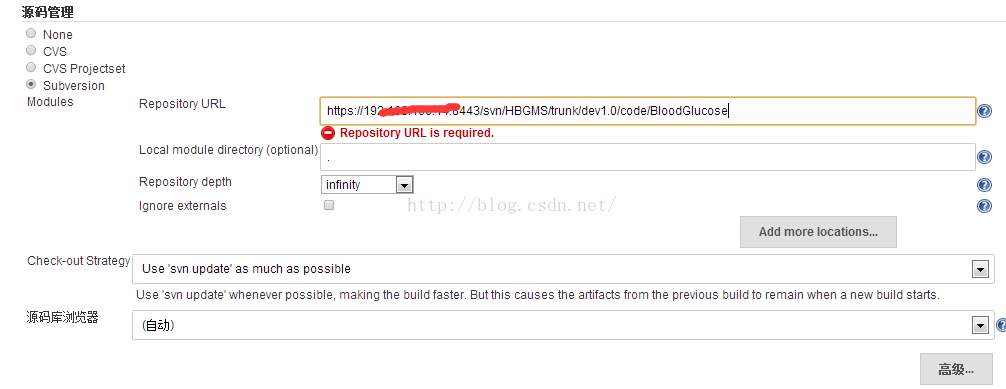 源码管理
None
CVS
CVS Projectset
Subversion
Modules
Repository URL
https://192 8443/svn/HBGMS/trunk/dev1.0/code/BloodGlucose
Repository URL is required.
Local module directory (optional)
.
Repository depth
infinity
Ignore externals
http://blog.csdn.net/
Add more locations...
Check-out Strategy
Use 'svn update' as much as possible
Use 'svn update' whenever possible, making the build faster. But this causes the artifacts from the previous build to remain when a new build starts.
源码库浏览器
(自动)
高级...